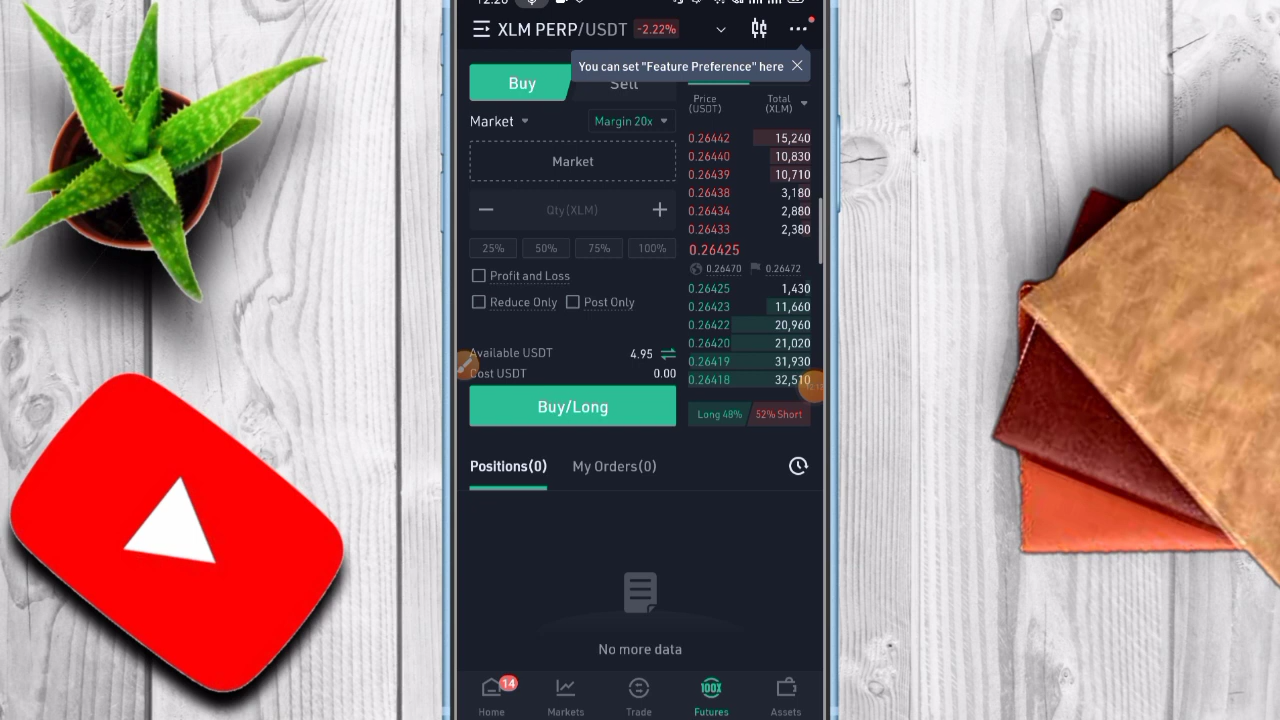 12:20
XLM PERP/USDT -2.22%
You can set "Feature Preference" here
Buy
Sell
Market
Margin 20x
Market
Qty(XLM)
25% 50% 75% 100%
Profit and Loss
Reduce Only Post Only
Available USDT 4.95
Cost USDT 0.00
Buy/Long
Price (USDT) Total (XLM)
0.26442 15,240
0.26440 10,830
0.26439 10,710
0.26438 3,180
0.26434 2,880
0.26433 2,380
0.26425
0.26470 0.26472
0.26425 1,430
0.26423 11,660
0.26422 20,960
0.26420 21,020
0.26419 31,930
0.26418 32,510
Long 48% 52% Short
Positions(0) My Orders(0)
No more data
14
100X
Home Markets Trade Futures Assets